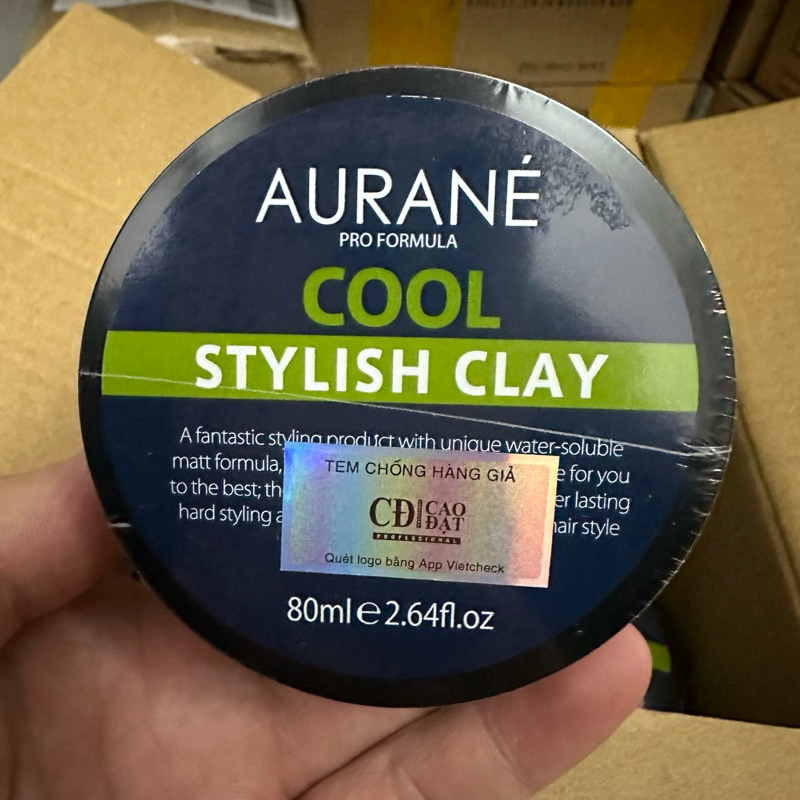 AURANÉ
PRO FORMULA
COOL
STYLISH CLAY
A fantastic styling product with unique water-soluble
matt formula, e for you
to the best; the er lasting
hard styling a hair style
TEM CHỐNG HÀNG GIẢ
CĐ CAO ĐẠT
PROFESSIONAL
Quét logo bằng App Vietcheck
80ml e 2.64fl.oz